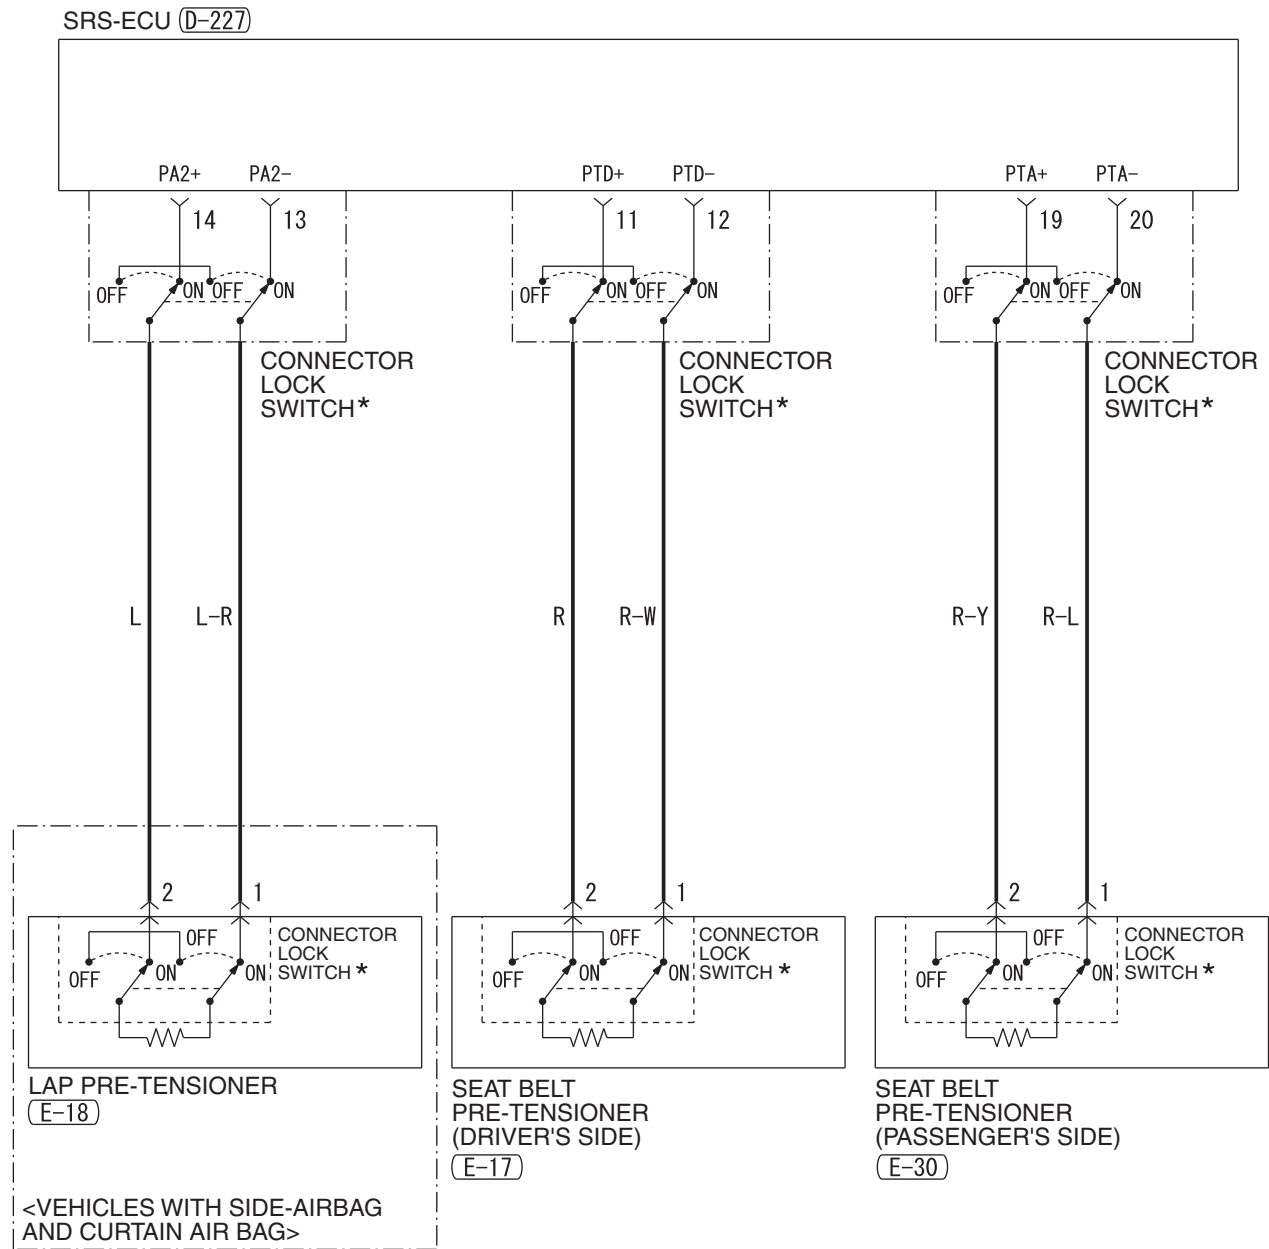 SRS-ECU D-227
PA2+ PA2- PTD+ PTD- PTA+ PTA-
14 13 11 12 19 20
OFF ON OFF ON OFF ON OFF ON OFF ON OFF ON
CONNECTOR
LOCK
SWITCH*
CONNECTOR
LOCK
SWITCH*
CONNECTOR
LOCK
SWITCH*
L L-R R R-W R-Y R-L
2 1 2 1 2 1
OFF ON OFF ON
CONNECTOR
LOCK
SWITCH*
OFF ON OFF ON
CONNECTOR
LOCK
SWITCH*
OFF ON OFF ON
CONNECTOR
LOCK
SWITCH*
LAP PRE-TENSIONER
E-18
<VEHICLES WITH SIDE-AIRBAG
AND CURTAIN AIR BAG>
SEAT BELT
PRE-TENSIONER
(DRIVER'S SIDE)
E-17
SEAT BELT
PRE-TENSIONER
(PASSENGER'S SIDE)
E-30